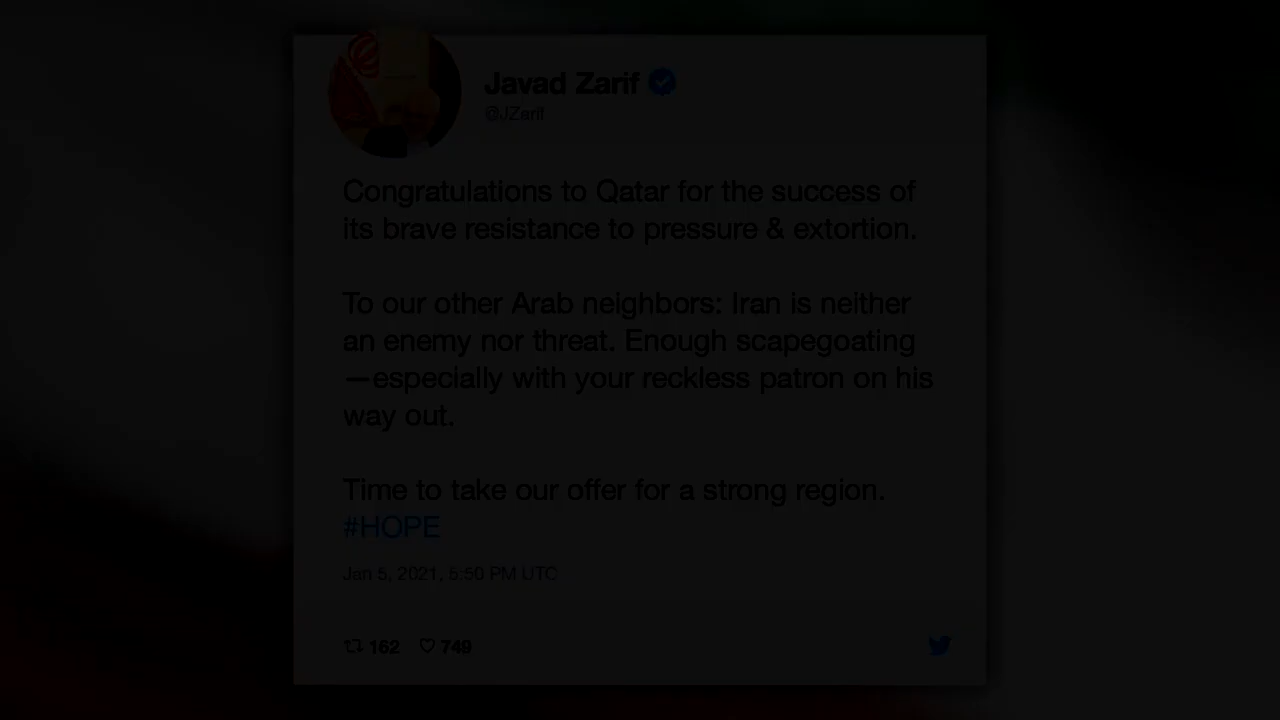 Javad Zarif
@JZarif
Congratulations to Qatar for the success of
its brave resistance to pressure & extortion.
To our other Arab neighbors: Iran is neither
an enemy nor threat. Enough scapegoating
—especially with your reckless patron on his
way out.
Time to take our offer for a strong region.
#HOPE
Jan 5, 2021, 5:50 PM UTC
162 749